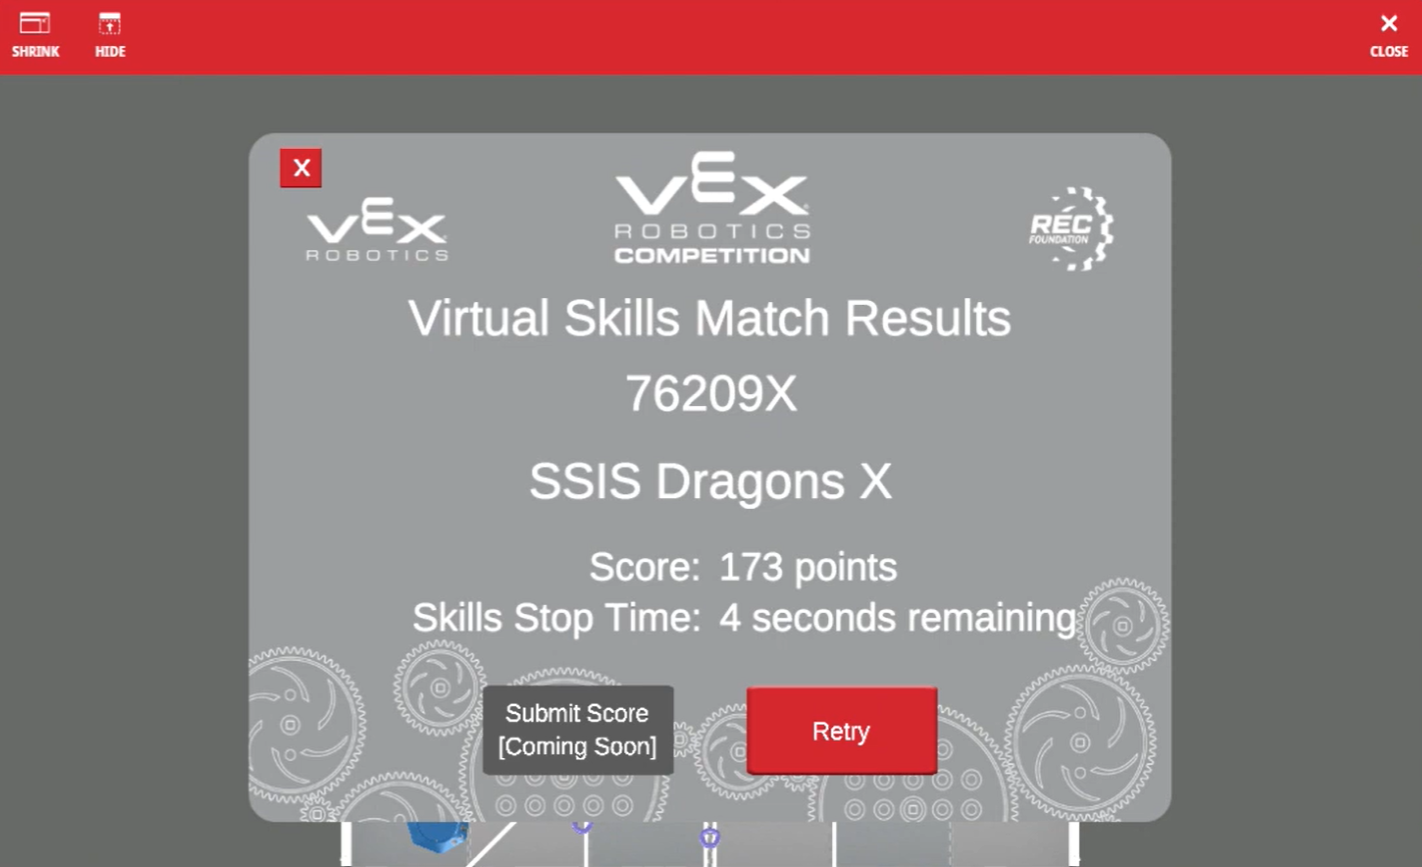 SHRINK
HIDE
CLOSE
X
VEX
ROBOTICS
VEX
ROBOTICS
COMPETITION
REC
FOUNDATION
Virtual Skills Match Results
76209X
SSIS Dragons X
Score: 173 points
Skills Stop Time: 4 seconds remaining
Submit Score
[Coming Soon]
Retry